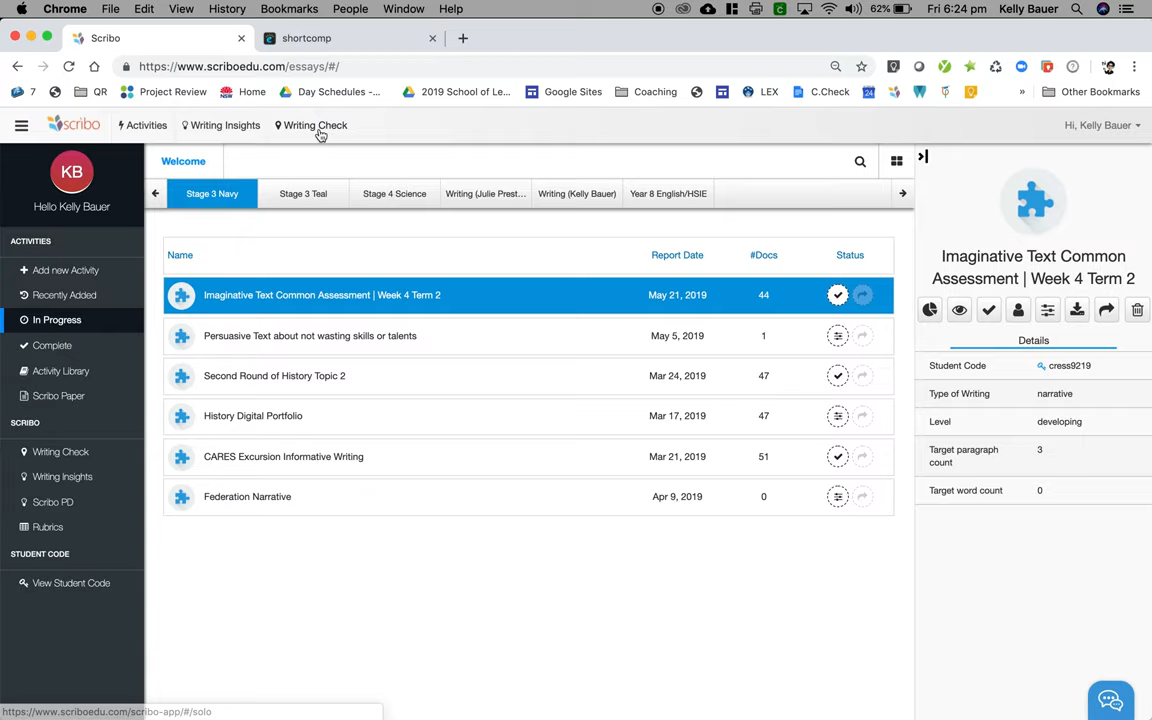 Chrome File Edit View History Bookmarks People Window Help 62% Fri 6:24 pm Kelly Bauer
Scribo shortcomp
https://www.scriboedu.com/essays/#/
7 QR Project Review Home Day Schedules -... 2019 School of Le... Google Sites Coaching LEX C.Check 24 » Other Bookmarks
scribo Activities Writing Insights Writing Check Hi, Kelly Bauer
KB
Hello Kelly Bauer
ACTIVITIES
Add new Activity
Recently Added
In Progress
Complete
Activity Library
Scribo Paper
SCRIBO
Writing Check
Writing Insights
Scribo PD
Rubrics
STUDENT CODE
View Student Code
Welcome
Stage 3 Navy Stage 3 Teal Stage 4 Science Writing (Julie Prest... Writing (Kelly Bauer) Year 8 English/HSIE
Name Report Date #Docs Status
Imaginative Text Common Assessment | Week 4 Term 2 May 21, 2019 44
Persuasive Text about not wasting skills or talents May 5, 2019 1
Second Round of History Topic 2 Mar 24, 2019 47
History Digital Portfolio Mar 17, 2019 47
CARES Excursion Informative Writing Mar 21, 2019 51
Federation Narrative Apr 9, 2019 0
Imaginative Text Common
Assessment | Week 4 Term 2
Details
Student Code cress9219
Type of Writing narrative
Level developing
Target paragraph 3
count
Target word count 0
https://www.scriboedu.com/scribo-app/#/solo